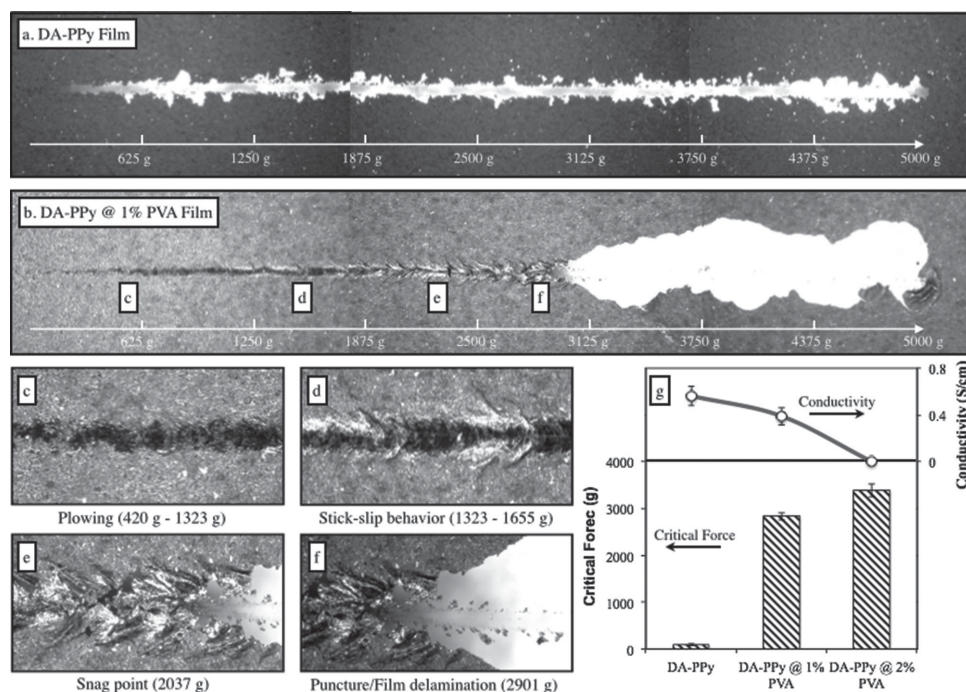 a. DA-PPy Film
625 g 1250 g 1875 g 2500 g 3125 g 3750 g 4375 g 5000 g
b. DA-PPy @ 1% PVA Film
c d e f
625 g 1250 g 1875 g 2500 g 3125 g 3750 g 4375 g 5000 g
c
Plowing (420 g - 1323 g)
d
Stick-slip behavior (1323 - 1655 g)
e
Snag point (2037 g)
f
Puncture/Film delamination (2901 g)
g
Conductivity
0.8
0.4
0
Conductivity (S/cm)
4000
3000
2000
1000
0
Critical Forec (g)
Critical Force
DA-PPy
DA-PPy @ 1%
PVA
DA-PPy @ 2%
PVA